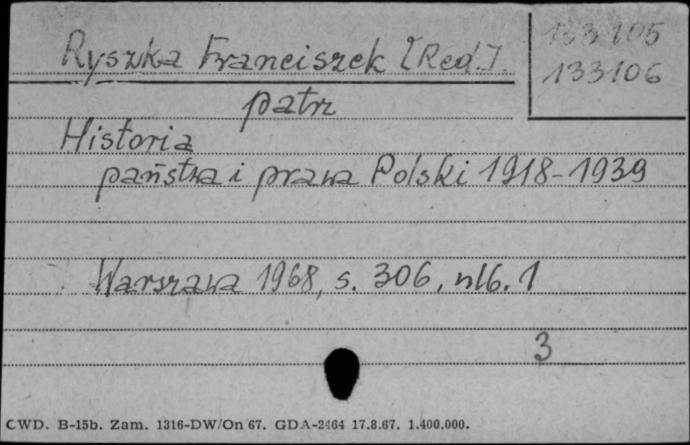 133105
Ryszka Franciszek [Red.].
133106
patrz
Historia
państwa i prawa Polski 1918-1939
Warszawa 1968, s. 306, nlb. 1
3
CWD. B-15b. Zam. 1316-DW/On 67. GDA-2464 17.8.67. 1.400.000.